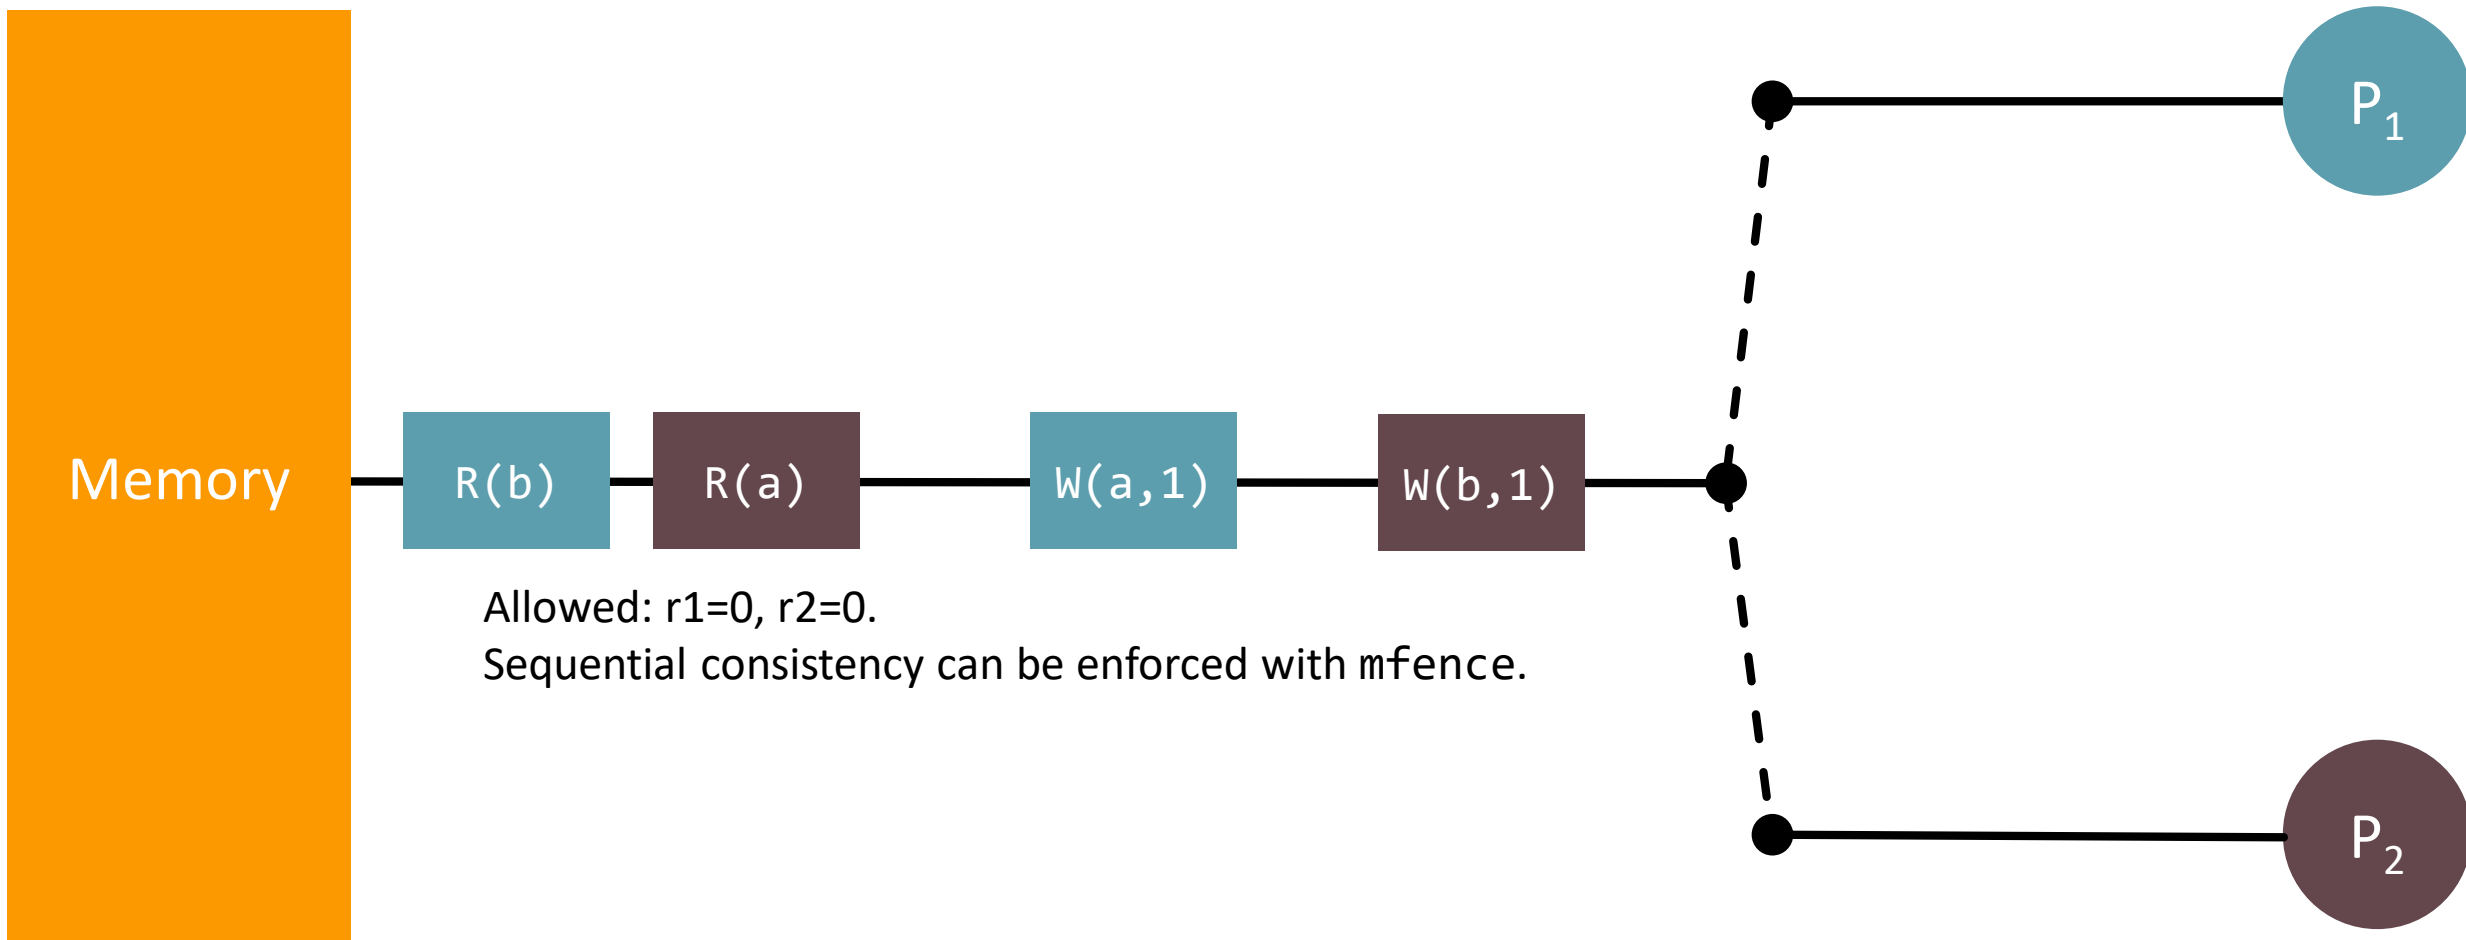 P₁
Memory
R(b)
R(a)
W(a,1)
W(b,1)
Allowed: r1=0, r2=0.
Sequential consistency can be enforced with mfence.
P₂